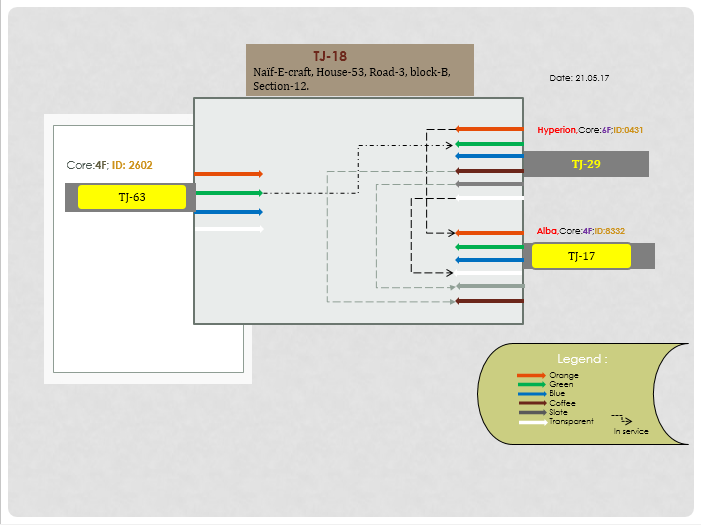 TJ-18
Naïf-E-craft, House-53, Road-3, block-B,
Section-12.
Date: 21.05.17
Hyperion,Core:6F;ID:0431
TJ-29
Core:4F; ID: 2602
TJ-63
Alba,Core:4F;ID:8332
TJ-17
Legend :
Orange
Green
Blue
Coffee
Slate
Transparent
In service